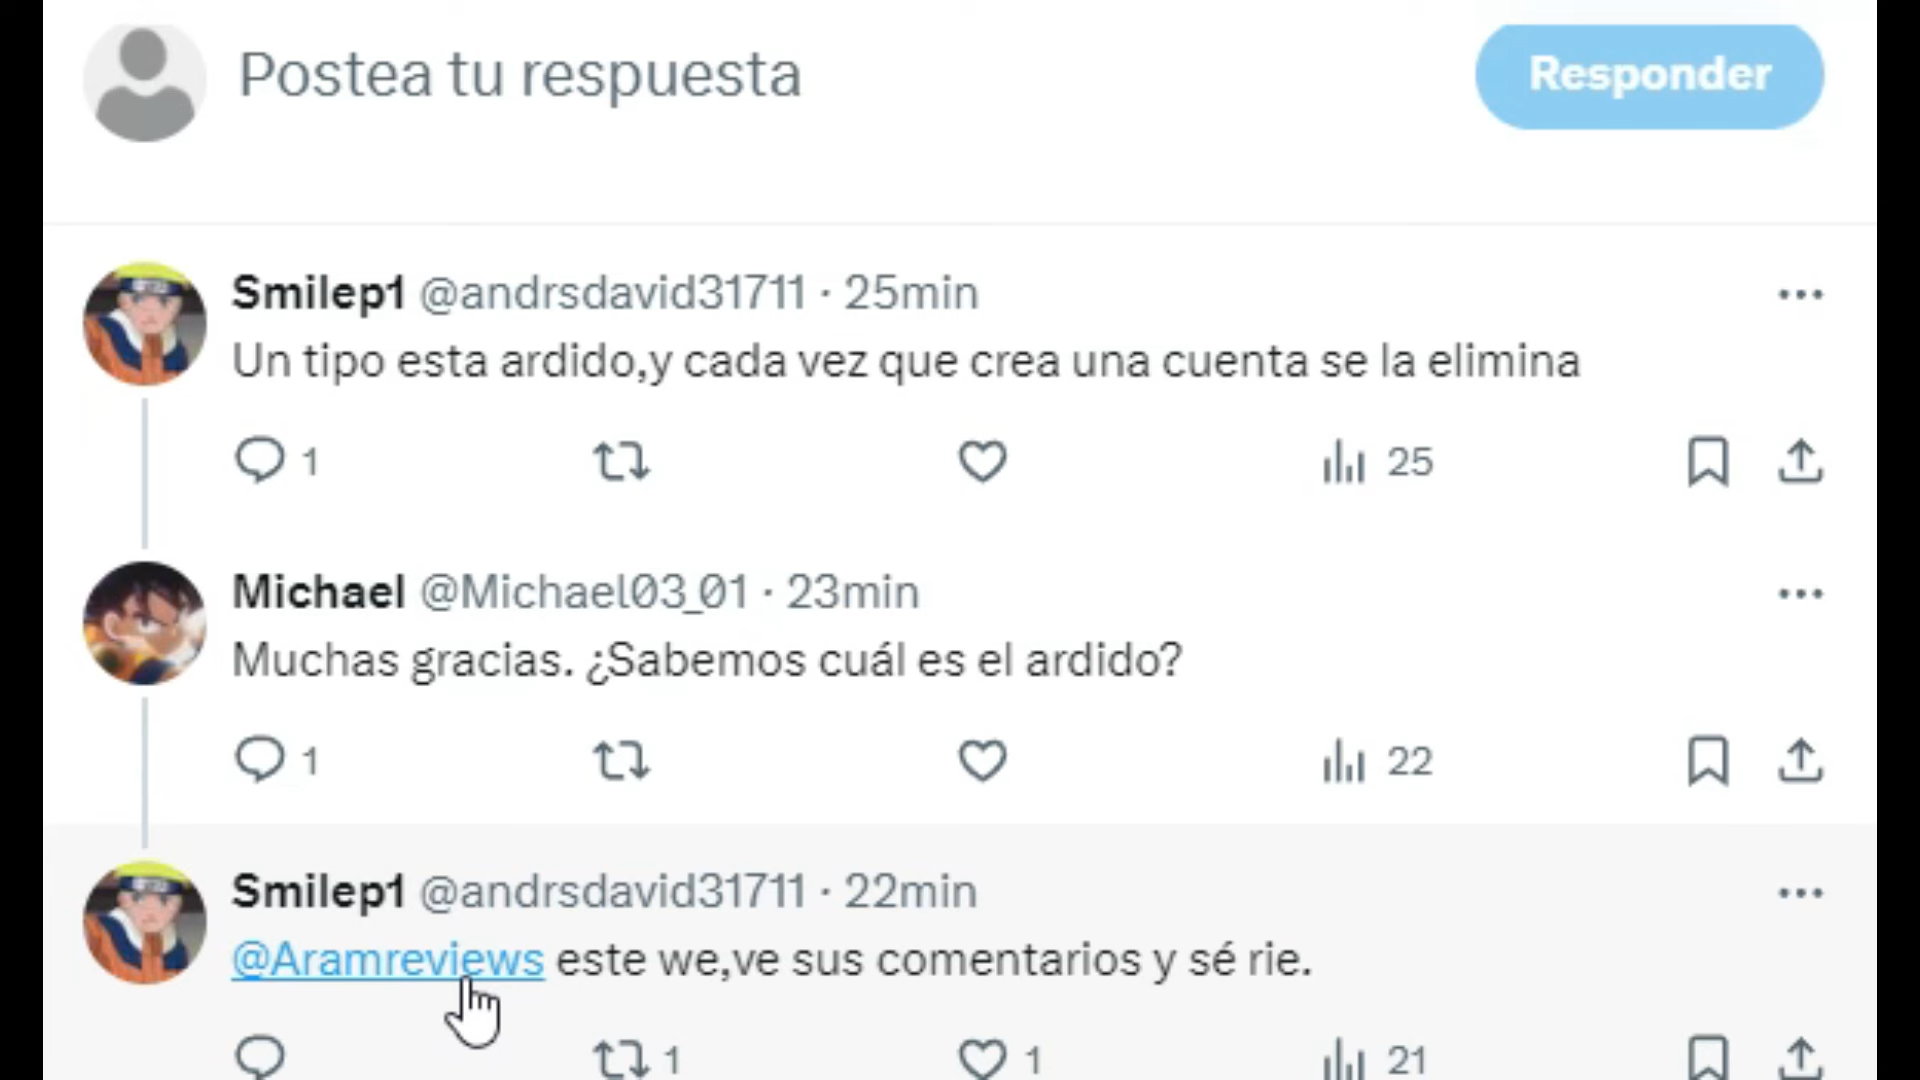 Postea tu respuesta
Responder
Smilep1 @andrsdavid31711 · 25min
Un tipo esta ardido,y cada vez que crea una cuenta se la elimina
1 25
Michael @Michael03_01 · 23min
Muchas gracias. ¿Sabemos cuál es el ardido?
1 22
Smilep1 @andrsdavid31711 · 22min
@Aramreviews este we,ve sus comentarios y sé rie.
1 1 21